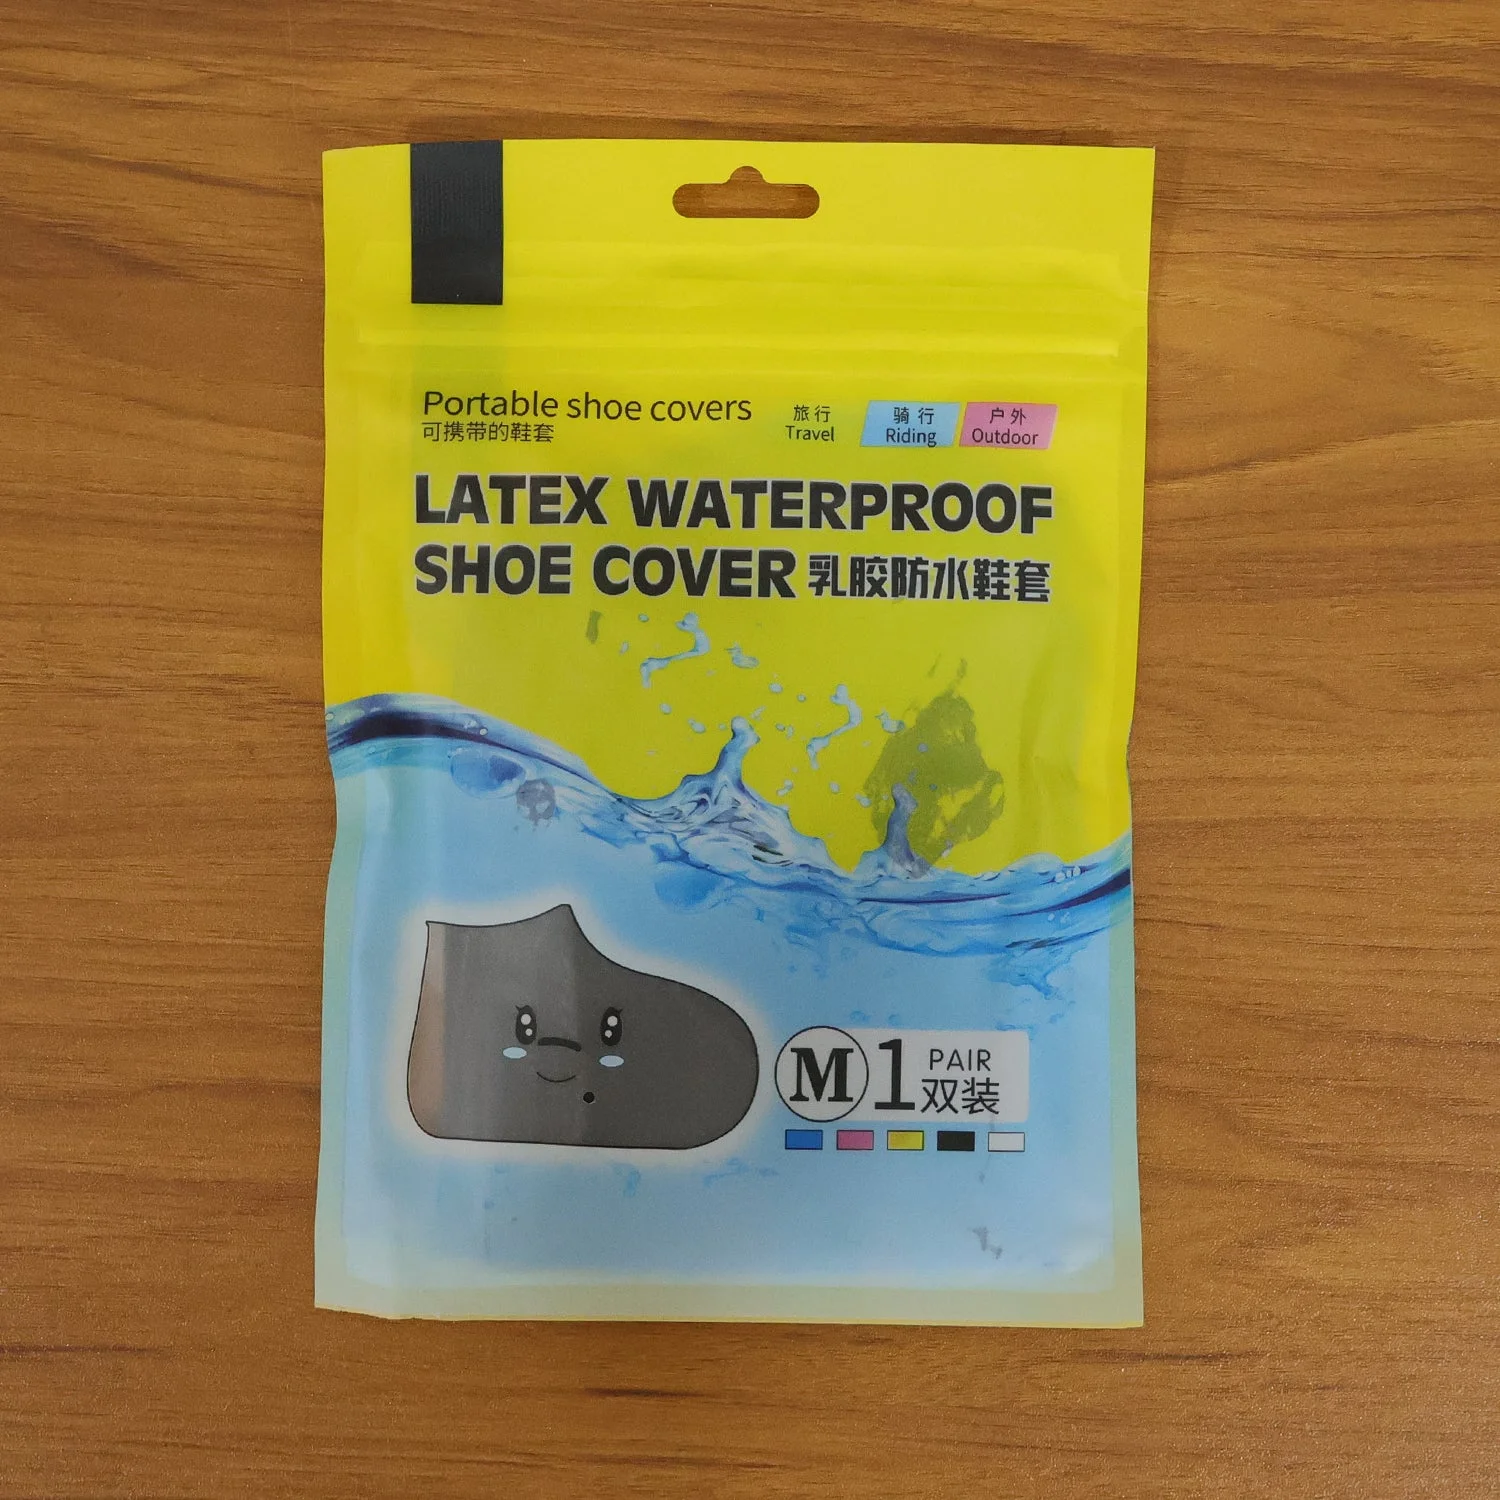 Portable shoe covers
可携带的鞋套
旅行 骑行 户外
Travel Riding Outdoor
LATEX WATERPROOF
SHOE COVER 乳胶防水鞋套
M 1 PAIR
双装